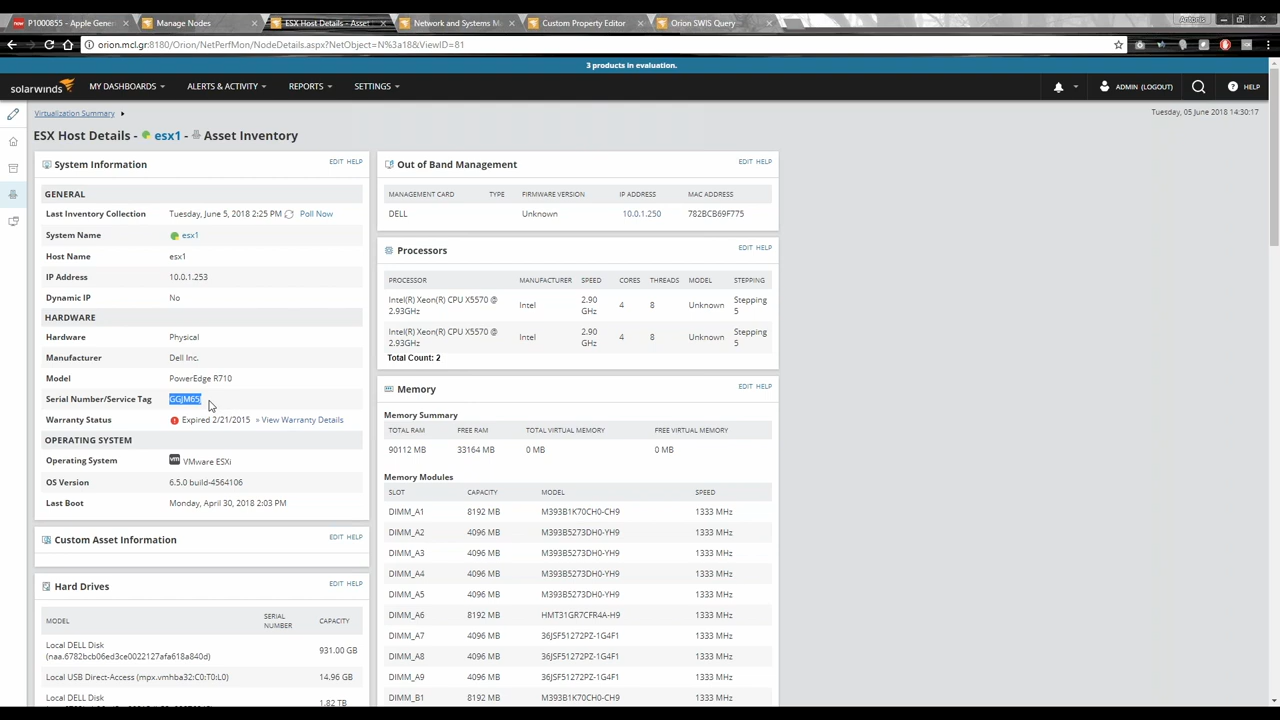 P1000855 - Apple Gener
Manage Nodes
ESX Host Details - Asset
Network and Systems M
Custom Property Editor
Orion SWIS Query
Antonis
orion.mcl.gr:8180/Orion/NetPerfMon/NodeDetails.aspx?NetObject=N%3a18&ViewID=81
3 products in evaluation.
solarwinds MY DASHBOARDS ALERTS & ACTIVITY REPORTS SETTINGS ADMIN (LOGOUT) HELP
Virtualization Summary
Tuesday, 05 June 2018 14:30:17
ESX Host Details - esx1 - Asset Inventory
System Information EDIT HELP
GENERAL
Last Inventory Collection Tuesday, June 5, 2018 2:25 PM Poll Now
System Name esx1
Host Name esx1
IP Address 10.0.1.253
Dynamic IP No
HARDWARE
Hardware Physical
Manufacturer Dell Inc.
Model PowerEdge R710
Serial Number/Service Tag GGJM65J
Warranty Status Expired 2/21/2015 » View Warranty Details
OPERATING SYSTEM
Operating System vm VMware ESXi
OS Version 6.5.0 build-4564106
Last Boot Monday, April 30, 2018 2:03 PM
Custom Asset Information EDIT HELP
Hard Drives EDIT HELP
MODEL SERIAL NUMBER CAPACITY
Local DELL Disk
(naa.6782bcb06ed3ce0022127afa618a840d) 931.00 GB
Local USB Direct-Access (mpx.vmhba32:C0:T0:L0) 14.96 GB
Local DELL Disk
1.82 TB
Out of Band Management EDIT HELP
MANAGEMENT CARD TYPE FIRMWARE VERSION IP ADDRESS MAC ADDRESS
DELL Unknown 10.0.1.250 782BCB69F775
Processors EDIT HELP
PROCESSOR MANUFACTURER SPEED CORES THREADS MODEL STEPPING
Intel(R) Xeon(R) CPU X5570 @ 2.93GHz Intel 2.90 GHz 4 8 Unknown Stepping 5
Intel(R) Xeon(R) CPU X5570 @ 2.93GHz Intel 2.90 GHz 4 8 Unknown Stepping 5
Total Count: 2
Memory EDIT HELP
Memory Summary
TOTAL RAM FREE RAM TOTAL VIRTUAL MEMORY FREE VIRTUAL MEMORY
90112 MB 33164 MB 0 MB 0 MB
Memory Modules
SLOT CAPACITY MODEL SPEED
DIMM_A1 8192 MB M393B1K70CH0-CH9 1333 MHz
DIMM_A2 4096 MB M393B5273DH0-YH9 1333 MHz
DIMM_A3 4096 MB M393B5273DH0-YH9 1333 MHz
DIMM_A4 4096 MB M393B5273DH0-YH9 1333 MHz
DIMM_A5 4096 MB M393B5273DH0-YH9 1333 MHz
DIMM_A6 8192 MB HMT31GR7CFR4A-H9 1333 MHz
DIMM_A7 4096 MB 36JSF51272PZ-1G4F1 1333 MHz
DIMM_A8 4096 MB 36JSF51272PZ-1G4F1 1333 MHz
DIMM_A9 4096 MB 36JSF51272PZ-1G4F1 1333 MHz
DIMM_B1 8192 MB M393B1K70CH0-CH9 1333 MHz